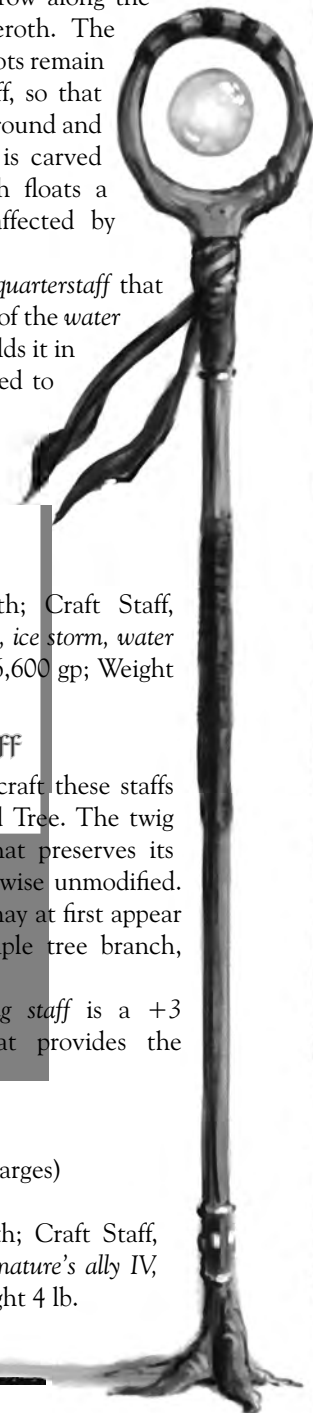 row along the
eroth. The
ots remain
ff, so that
round and
is carved
h floats a
ffected by
quarterstaff that
of the water
lds it in
ed to
th; Craft Staff,
, ice storm, water
,600 gp; Weight
ff
craft these staffs
l Tree. The twig
hat preserves its
wise unmodified.
may at first appear
ple tree branch,
g staff is a +3
at provides the
arges)
th; Craft Staff,
nature's ally IV,
ght 4 lb.